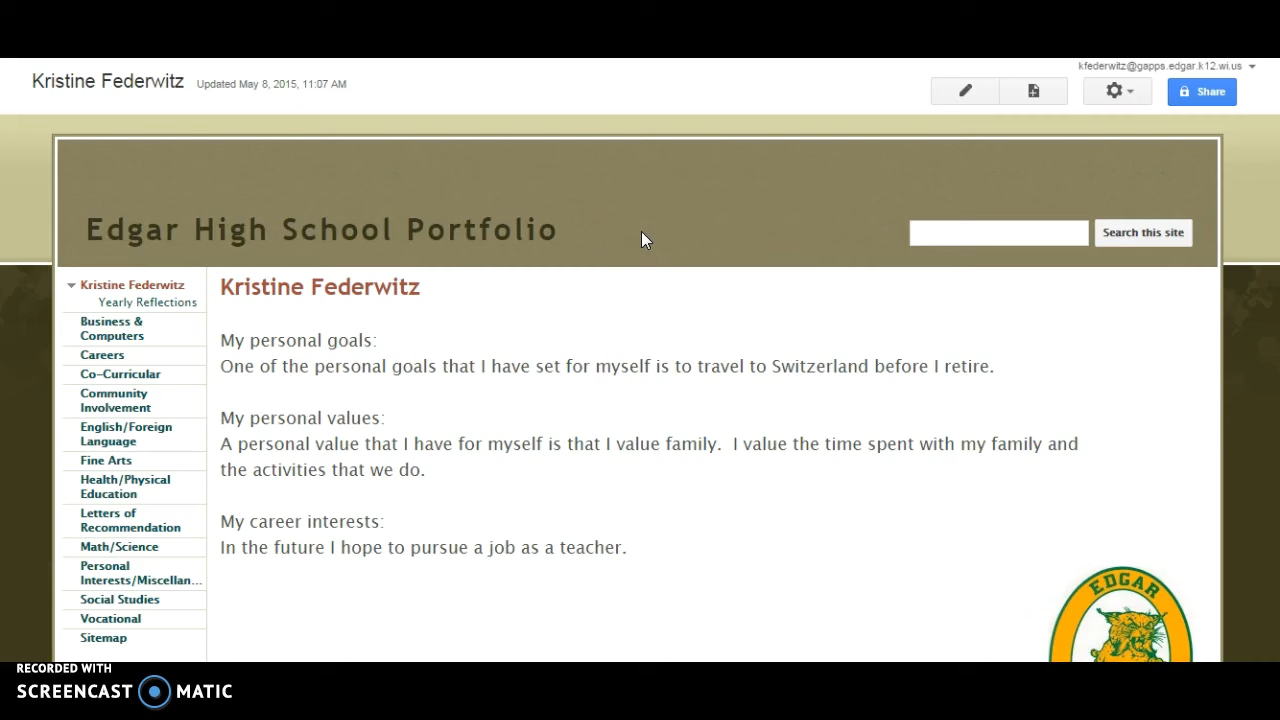 kfederwitz@gapps.edgar.k12.wi.us
Kristine Federwitz Updated May 8, 2015, 11:07 AM
Share
Edgar High School Portfolio
Search this site
Kristine Federwitz
Yearly Reflections
Business &
Computers
Careers
Co-Curricular
Community
Involvement
English/Foreign
Language
Fine Arts
Health/Physical
Education
Letters of
Recommendation
Math/Science
Personal
Interests/Miscellan...
Social Studies
Vocational
Sitemap
Kristine Federwitz
My personal goals:
One of the personal goals that I have set for myself is to travel to Switzerland before I retire.
My personal values:
A personal value that I have for myself is that I value family.  I value the time spent with my family and
the activities that we do.
My career interests:
In the future I hope to pursue a job as a teacher.
EDGAR
RECORDED WITH
SCREENCAST MATIC